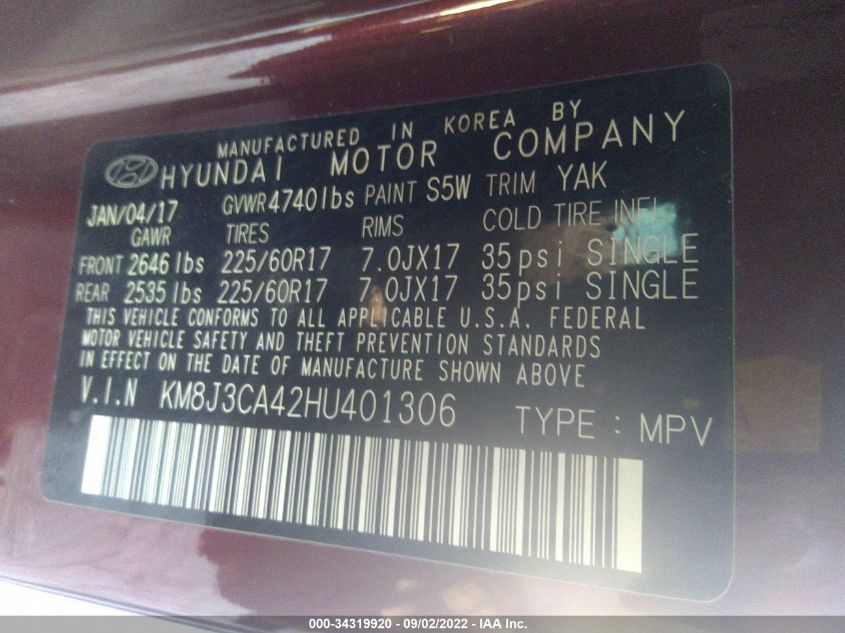 MANUFACTURED IN KOREA BY
HYUNDAI MOTOR COMPANY
JAN/04/17 GVWR 4740lbs PAINT S5W TRIM YAK
GAWR TIRES RIMS COLD TIRE INFL.
FRONT 2646 lbs 225/60R17 7.0JX17 35psi SINGLE
REAR 2535 lbs 225/60R17 7.0JX17 35psi SINGLE
THIS VEHICLE CONFORMS TO ALL APPLICABLE U.S.A. FEDERAL
MOTOR VEHICLE SAFETY AND THEFT PREVENTION STANDARDS
IN EFFECT ON THE DATE OF MANUFACTURE SHOWN ABOVE
V.I.N KM8J3CA42HU401306 TYPE : MPV
000-34319920 - 09/02/2022 - IAA Inc.